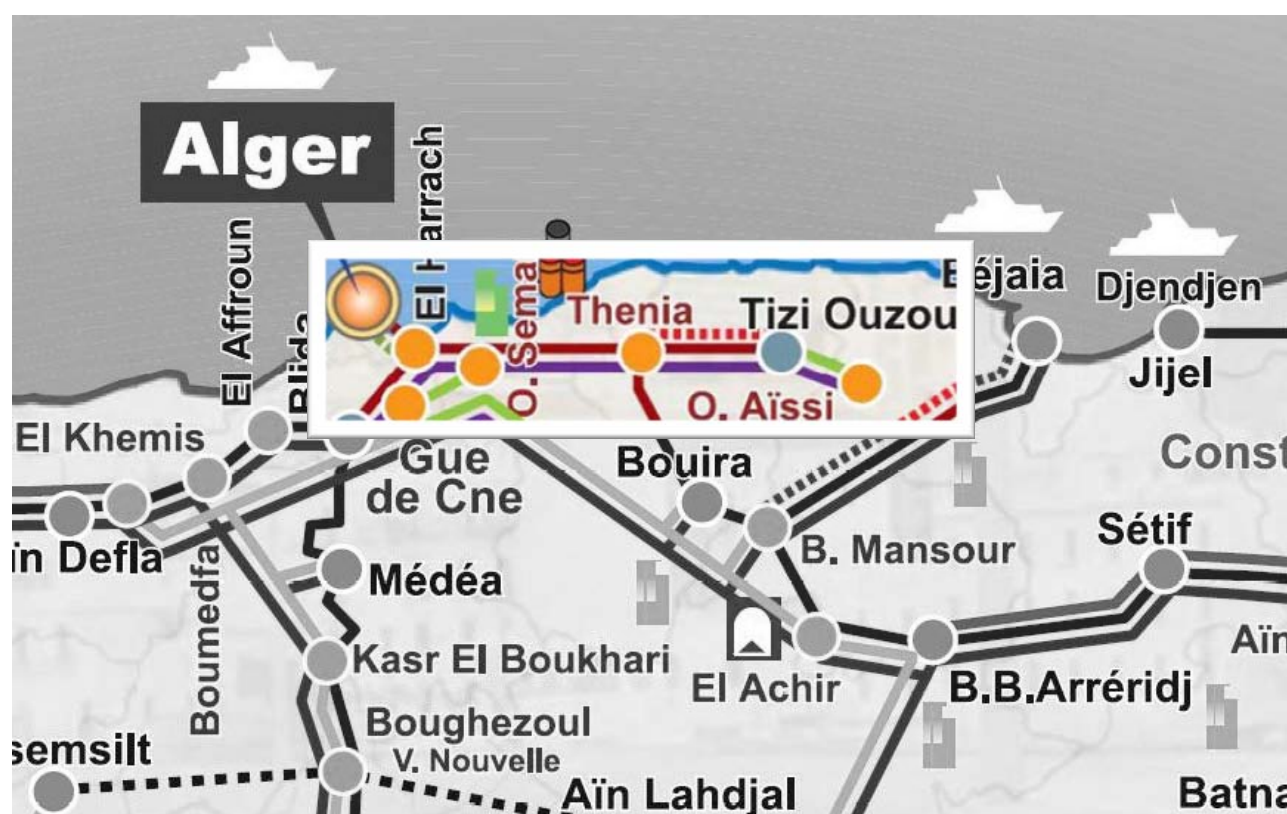 Alger
El Harrach
El Affroun
Blida
O. Sema
Thenia
Tizi Ouzou
O. Aïssi
Béjaia
Djendjen
Jijel
El Khemis
Gue
de Cne
Bouira
Const
ïn Defla
B. Mansour
Sétif
Médéa
Boumedfa
Kasr El Boukhari
El Achir
Aïn
B.B.Arréridj
Boughezoul
V. Nouvelle
semsilt
Aïn Lahdjal
Batna